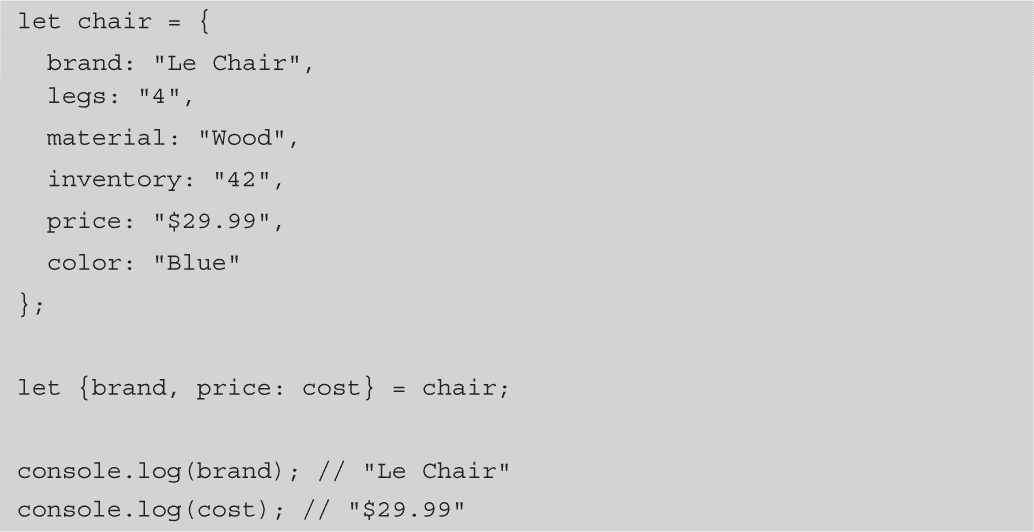 let chair = {
  brand: "Le Chair",
  legs: "4",
  material: "Wood",
  inventory: "42",
  price: "$29.99",
  color: "Blue"
};
let {brand, price: cost} = chair;
console.log(brand); // "Le Chair"
console.log(cost); // "$29.99"